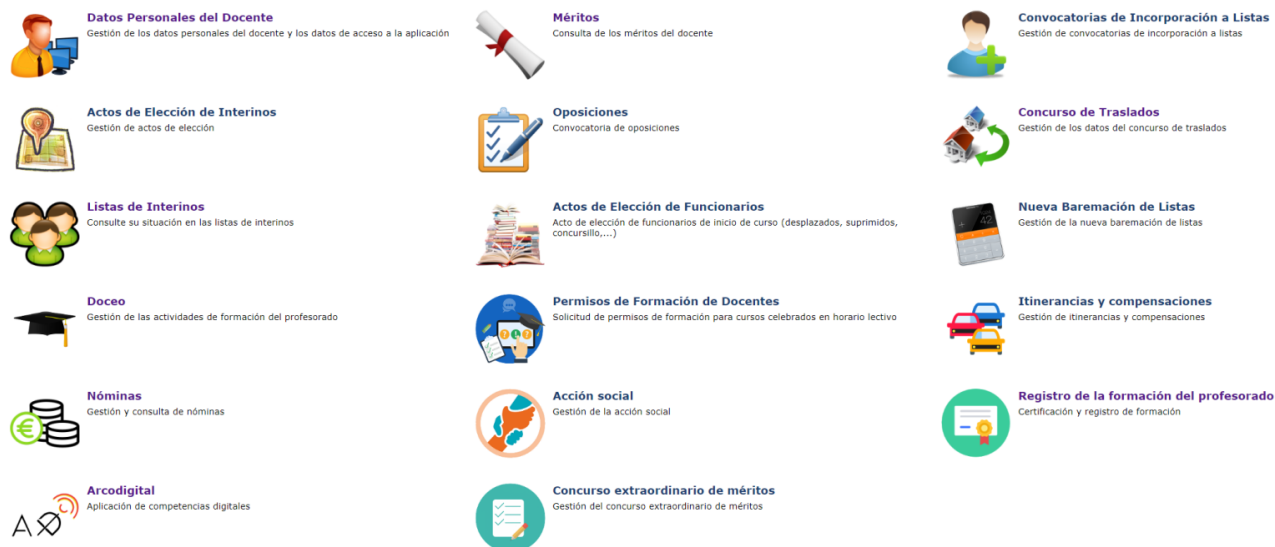 Datos Personales del Docente
Gestión de los datos personales del docente y los datos de acceso a la aplicación
Méritos
Consulta de los méritos del docente
Convocatorias de Incorporación a Listas
Gestión de convocatorias de incorporación a listas
Actos de Elección de Interinos
Gestión de actos de elección
Oposiciones
Convocatoria de oposiciones
Concurso de Traslados
Gestión de los datos del concurso de traslados
Listas de Interinos
Consulte su situación en las listas de interinos
Actos de Elección de Funcionarios
Acto de elección de funcionarios de inicio de curso (desplazados, suprimidos,
concursillo,...)
Nueva Baremación de Listas
Gestión de la nueva baremación de listas
42
Doceo
Gestión de las actividades de formación del profesorado
Permisos de Formación de Docentes
Solicitud de permisos de formación para cursos celebrados en horario lectivo
Itinerancias y compensaciones
Gestión de itinerancias y compensaciones
Nóminas
Gestión y consulta de nóminas
Acción social
Gestión de la acción social
Registro de la formación del profesorado
Certificación y registro de formación
Arcodigital
Aplicación de competencias digitales
Concurso extraordinario de méritos
Gestión del concurso extraordinario de méritos